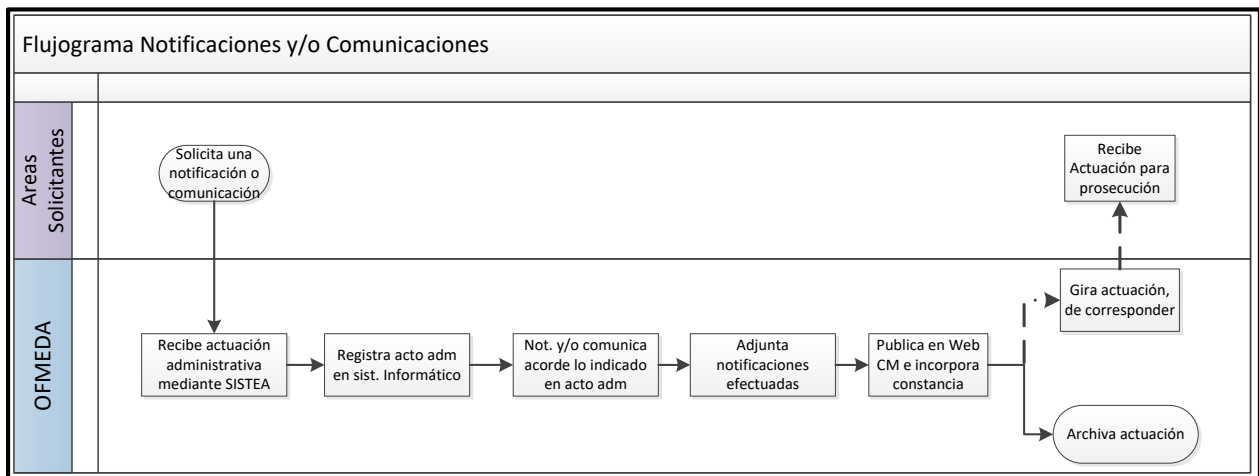 Flujograma Notificaciones y/o Comunicaciones
Areas
Solicitantes
Solicita una
notificación o
comunicación
Recibe
Actuación para
prosecución
OFMEDA
Recibe actuación
administrativa
mediante SISTEA
Registra acto adm
en sist. Informático
Not. y/o comunica
acorde lo indicado
en acto adm
Adjunta
notificaciones
efectuadas
Publica en Web
CM e incorpora
constancia
Gira actuación,
de corresponder
Archiva actuación